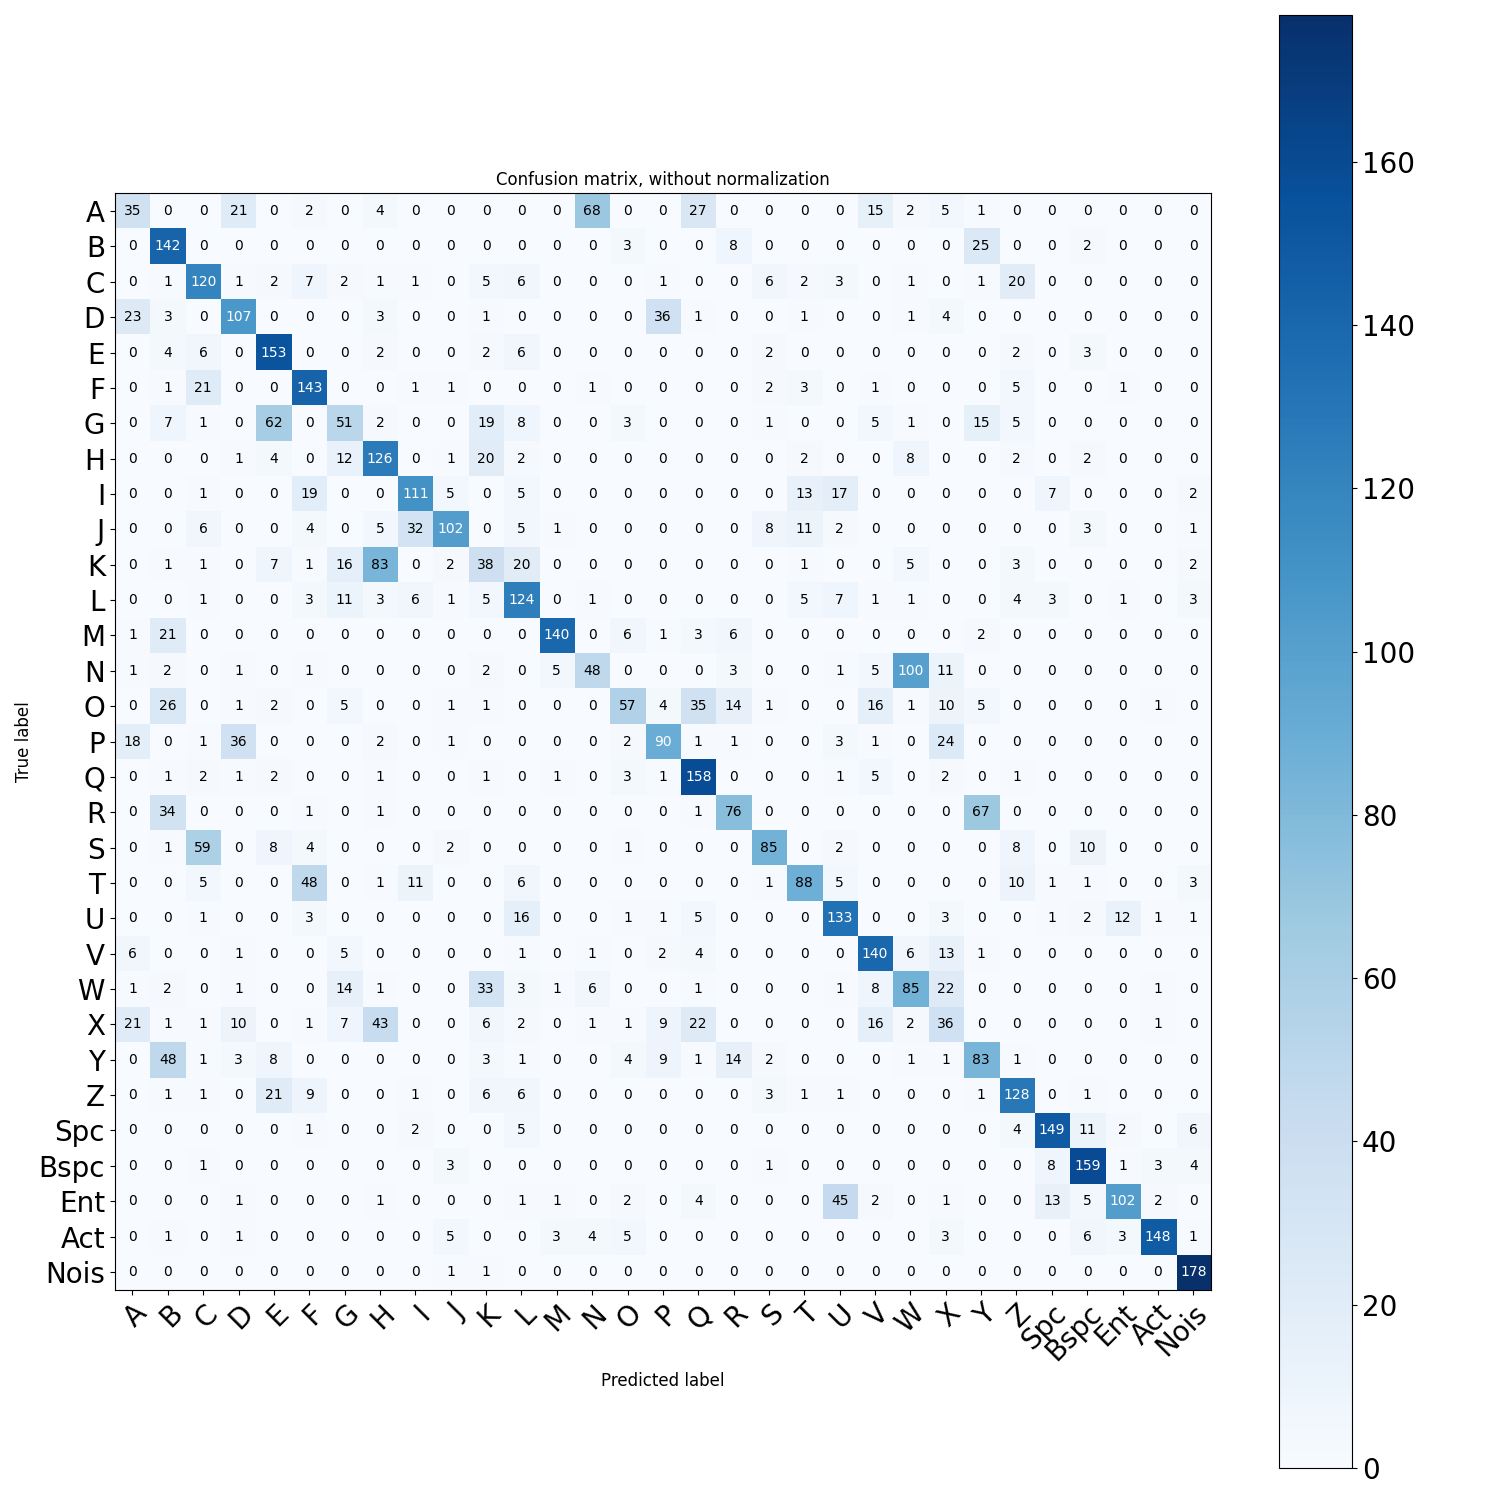 Confusion matrix, without normalization
A 35 0 0 21 0 2 0 4 0 0 0 0 0 68 0 0 27 0 0 0 0 15 2 5 1 0 0 0 0 0 0
B 0 142 0 0 0 0 0 0 0 0 0 0 0 0 3 0 0 8 0 0 0 0 0 0 25 0 0 2 0 0 0
C 0 1 120 1 2 7 2 1 1 0 5 6 0 0 0 1 0 0 6 2 3 0 1 0 1 20 0 0 0 0 0
D 23 3 0 107 0 0 0 3 0 0 1 0 0 0 0 36 1 0 0 1 0 0 1 4 0 0 0 0 0 0 0
E 0 4 6 0 153 0 0 2 0 0 2 6 0 0 0 0 0 0 2 0 0 0 0 0 0 2 0 3 0 0 0
F 0 1 21 0 0 143 0 0 1 1 0 0 0 1 0 0 0 0 2 3 0 1 0 0 0 5 0 0 1 0 0
G 0 7 1 0 62 0 51 2 0 0 19 8 0 0 3 0 0 0 1 0 0 5 1 0 15 5 0 0 0 0 0
H 0 0 0 1 4 0 12 126 0 1 20 2 0 0 0 0 0 0 0 2 0 0 8 0 0 2 0 2 0 0 0
I 0 0 1 0 0 19 0 0 111 5 0 5 0 0 0 0 0 0 0 13 17 0 0 0 0 0 7 0 0 0 2
J 0 0 6 0 0 4 0 5 32 102 0 5 1 0 0 0 0 0 8 11 2 0 0 0 0 0 0 3 0 0 1
K 0 1 1 0 7 1 16 83 0 2 38 20 0 0 0 0 0 0 0 1 0 0 5 0 0 3 0 0 0 0 2
L 0 0 1 0 0 3 11 3 6 1 5 124 0 1 0 0 0 0 0 5 7 1 1 0 0 4 3 0 1 0 3
M 1 21 0 0 0 0 0 0 0 0 0 0 140 0 6 1 3 6 0 0 0 0 0 0 2 0 0 0 0 0 0
N 1 2 0 1 0 1 0 0 0 0 2 0 5 48 0 0 0 3 0 0 1 5 100 11 0 0 0 0 0 0 0
O 0 26 0 1 2 0 5 0 0 1 1 0 0 0 57 4 35 14 1 0 0 16 1 10 5 0 0 0 0 1 0
P 18 0 1 36 0 0 0 2 0 1 0 0 0 0 2 90 1 1 0 0 3 1 0 24 0 0 0 0 0 0 0
Q 0 1 2 1 2 0 0 1 0 0 1 0 1 0 3 1 158 0 0 0 1 5 0 2 0 1 0 0 0 0 0
R 0 34 0 0 0 1 0 1 0 0 0 0 0 0 0 0 1 76 0 0 0 0 0 0 67 0 0 0 0 0 0
S 0 1 59 0 8 4 0 0 0 2 0 0 0 0 1 0 0 0 85 0 2 0 0 0 0 8 0 10 0 0 0
T 0 0 5 0 0 48 0 1 11 0 0 6 0 0 0 0 0 0 1 88 5 0 0 0 0 10 1 1 0 0 3
U 0 0 1 0 0 3 0 0 0 0 0 16 0 0 1 1 5 0 0 0 133 0 0 3 0 0 1 2 12 1 1
V 6 0 0 1 0 0 5 0 0 0 0 1 0 1 0 2 4 0 0 0 0 140 6 13 1 0 0 0 0 0 0
W 1 2 0 1 0 0 14 1 0 0 33 3 1 6 0 0 1 0 0 0 1 8 85 22 0 0 0 0 0 1 0
X 21 1 1 10 0 1 7 43 0 0 6 2 0 1 1 9 22 0 0 0 0 16 2 36 0 0 0 0 0 1 0
Y 0 48 1 3 8 0 0 0 0 0 3 1 0 0 4 9 1 14 2 0 0 0 1 1 83 1 0 0 0 0 0
Z 0 1 1 0 21 9 0 0 1 0 6 6 0 0 0 0 0 0 3 1 1 0 0 0 1 128 0 1 0 0 0
Spc 0 0 0 0 0 1 0 0 2 0 0 5 0 0 0 0 0 0 0 0 0 0 0 0 0 4 149 11 2 0 6
Bspc 0 0 1 0 0 0 0 0 0 3 0 0 0 0 0 0 0 0 1 0 0 0 0 0 0 0 8 159 1 3 4
Ent 0 0 0 1 0 0 0 1 0 0 0 1 1 0 2 0 4 0 0 0 45 2 0 1 0 0 13 5 102 2 0
Act 0 1 0 1 0 0 0 0 0 5 0 0 3 4 5 0 0 0 0 0 0 0 0 3 0 0 0 6 3 148 1
Nois 0 0 0 0 0 0 0 0 0 1 1 0 0 0 0 0 0 0 0 0 0 0 0 0 0 0 0 0 0 0 178
A B C D E F G H I J K L M N O P Q R S T U V W X Y Z Spc Bspc Ent Act Nois
True label
Predicted label
160
140
120
100
80
60
40
20
0